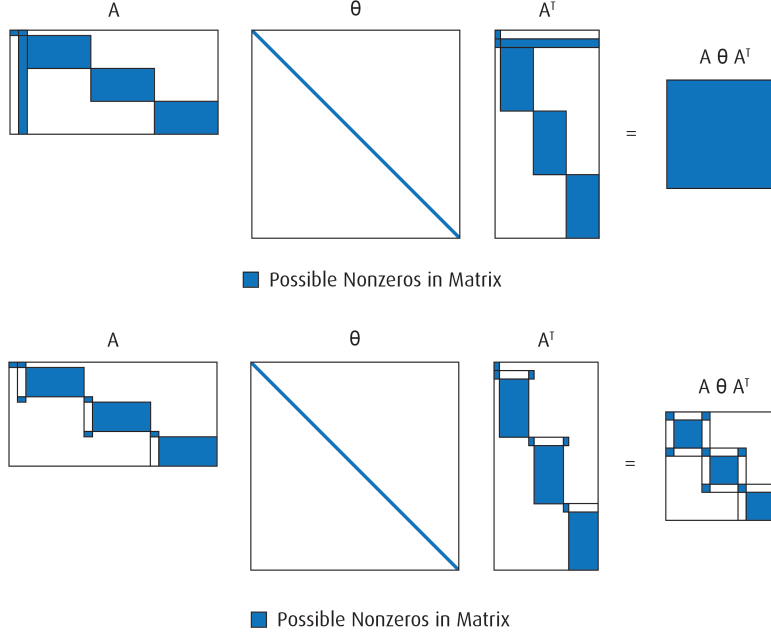 A θ Aᵀ
A θ Aᵀ
=
Possible Nonzeros in Matrix
A θ Aᵀ
A θ Aᵀ
=
Possible Nonzeros in Matrix